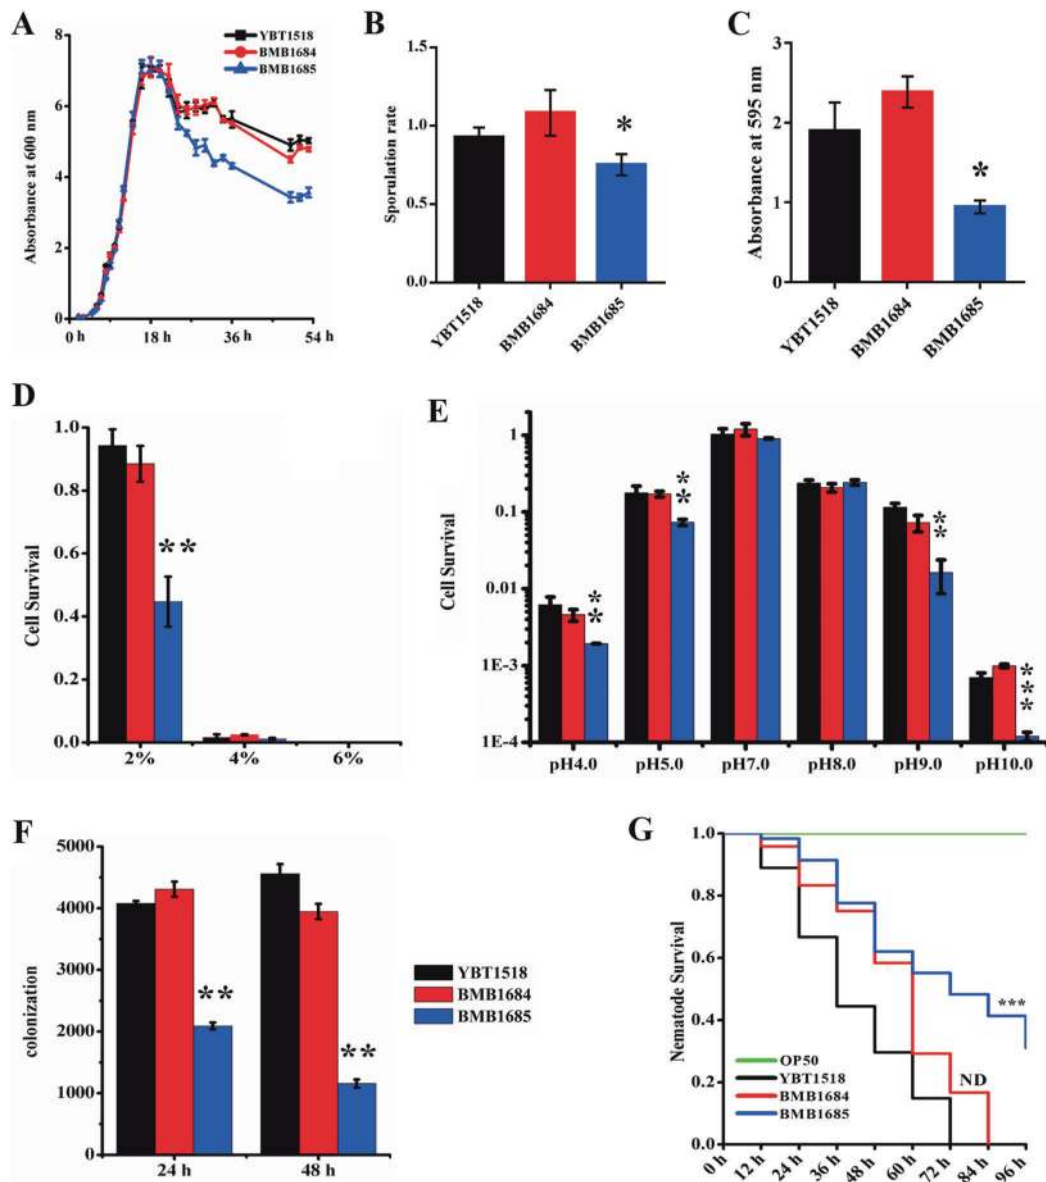 A
Absorbance at 600 nm
8
6
4
2
0
0 h
18 h
36 h
54 h
YBT1518
BMB1684
BMB1685
B
Sporulation rate
1.5
1.0
0.5
0.0
*
YBT1518
BMB1684
BMB1685
C
Absorbance at 595 nm
3
2
1
0
*
YBT1518
BMB1684
BMB1685
D
Cell Survival
1.0
0.8
0.6
0.4
0.2
0.0
**
2%
4%
6%
E
Cell Survival
1
0.1
0.01
1E-3
1E-4
**
**
**
***
pH4.0
pH5.0
pH7.0
pH8.0
pH9.0
pH10.0
F
colonization
5000
4000
3000
2000
1000
0
**
**
24 h
48 h
YBT1518
BMB1684
BMB1685
G
Nematode Survival
1.0
0.8
0.6
0.4
0.2
0.0
***
ND
OP50
YBT1518
BMB1684
BMB1685
0 h
12 h
24 h
36 h
48 h
60 h
72 h
84 h
96 h